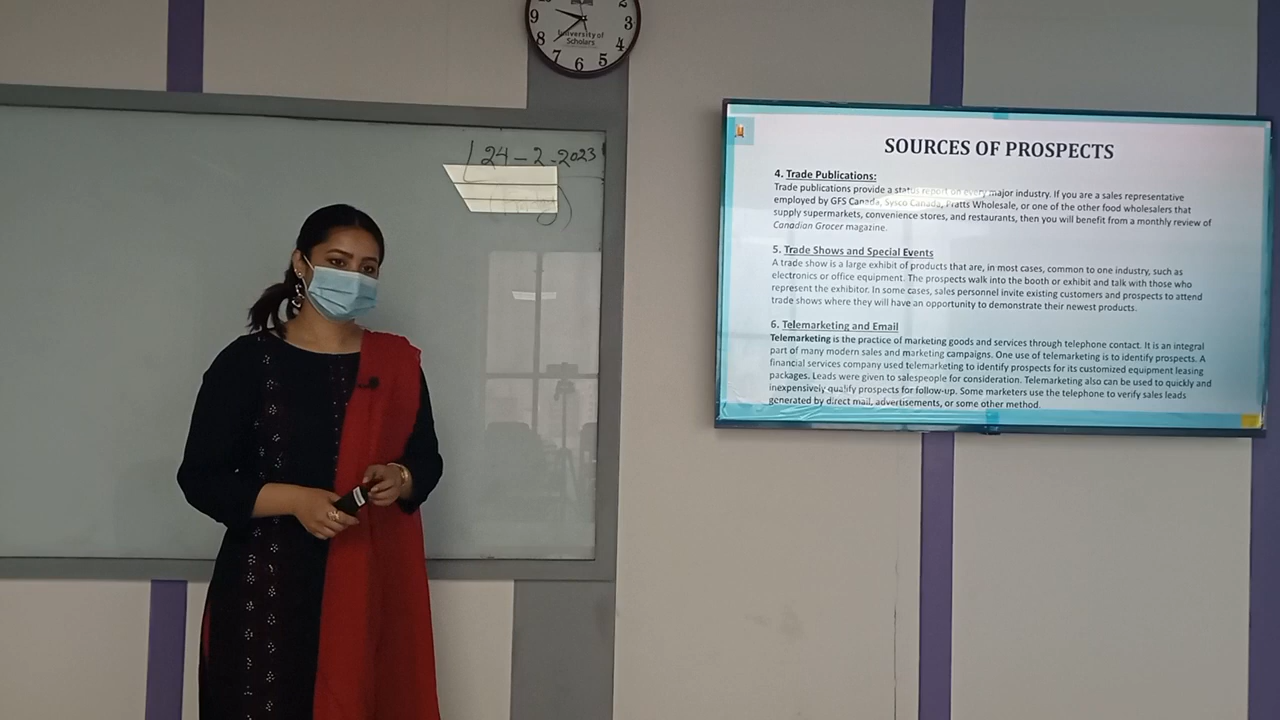 9
2
3
8
4
7
6
5
University of
Scholars
24-2-2023
SOURCES OF PROSPECTS
4. Trade Publications:
Trade publications provide a status report on every major industry. If you are a sales representative
employed by GFS Canada, Sysco Canada, Pratts Wholesale, or one of the other food wholesalers that
supply supermarkets, convenience stores, and restaurants, then you will benefit from a monthly review of
Canadian Grocer magazine.
5. Trade Shows and Special Events
A trade show is a large exhibit of products that are, in most cases, common to one industry, such as
electronics or office equipment. The prospects walk into the booth or exhibit and talk with those who
represent the exhibitor. In some cases, sales personnel invite existing customers and prospects to attend
trade shows where they will have an opportunity to demonstrate their newest products.
6. Telemarketing and Email
Telemarketing is the practice of marketing goods and services through telephone contact. It is an integral
part of many modern sales and marketing campaigns. One use of telemarketing is to identify prospects. A
financial services company used telemarketing to identify prospects for its customized equipment leasing
packages. Leads were given to salespeople for consideration. Telemarketing also can be used to quickly and
inexpensively qualify prospects for follow-up. Some marketers use the telephone to verify sales leads
generated by direct mail, advertisements, or some other method.